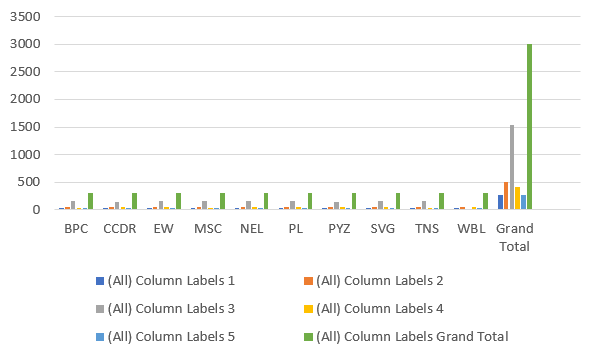 3500
3000
2500
2000
1500
1000
500
0
BPC CCDR EW MSC NEL PL PYZ SVG TNS WBL Grand
Total
(All) Column Labels 1 (All) Column Labels 2
(All) Column Labels 3 (All) Column Labels 4
(All) Column Labels 5 (All) Column Labels Grand Total